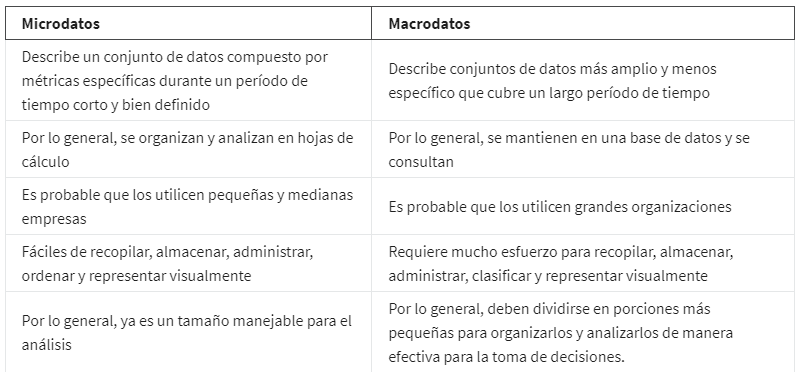 Microdatos
Macrodatos
Describe un conjunto de datos compuesto por
métricas específicas durante un período de
tiempo corto y bien definido
Describe conjuntos de datos más amplio y menos
específico que cubre un largo período de tiempo
Por lo general, se organizan y analizan en hojas de
cálculo
Por lo general, se mantienen en una base de datos y se
consultan
Es probable que los utilicen pequeñas y medianas
empresas
Es probable que los utilicen grandes organizaciones
Fáciles de recopilar, almacenar, administrar,
ordenar y representar visualmente
Requiere mucho esfuerzo para recopilar, almacenar,
administrar, clasificar y representar visualmente
Por lo general, ya es un tamaño manejable para el
análisis
Por lo general, deben dividirse en porciones más
pequeñas para organizarlos y analizarlos de manera
efectiva para la toma de decisiones.